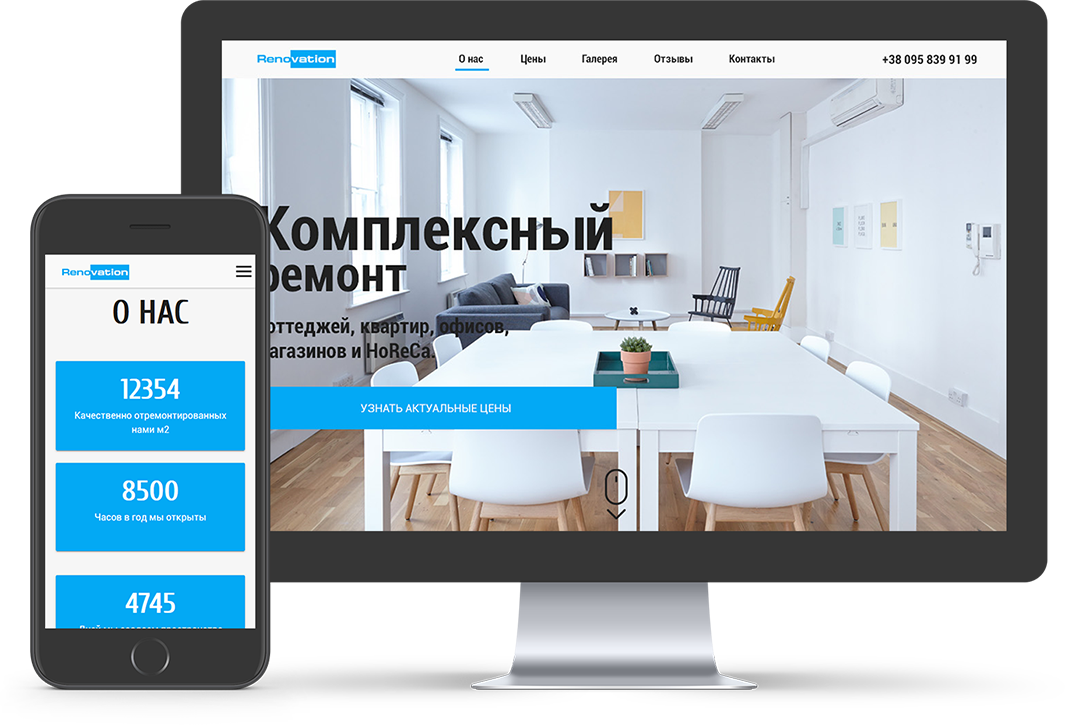 Renovation
О нас
Цены
Галерея
Отзывы
Контакты
+38 095 839 91 99
Комплексный
ремонт
оттеджей, квартир, офисов,
агазинов и HoReCa.
УЗНАТЬ АКТУАЛЬНЫЕ ЦЕНЫ
Renovation
О НАС
12354
Качественно отремонтированных
нами м2
8500
Часов в год мы открыты
4745